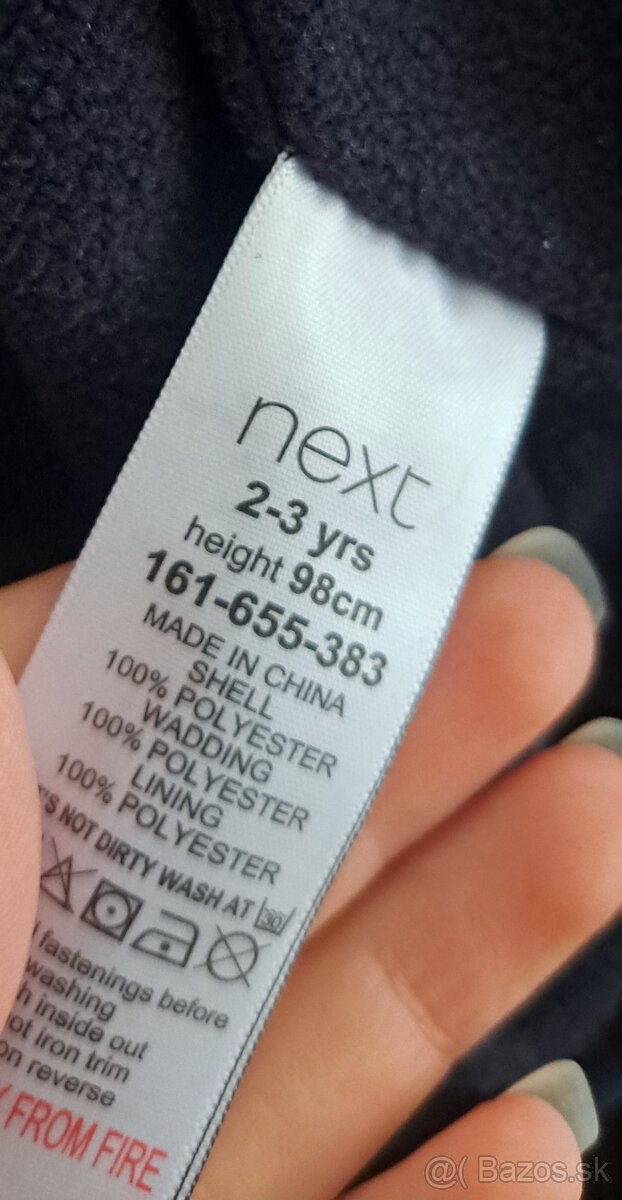 next
2-3 yrs
height 98cm
161-655-383
MADE IN CHINA
SHELL
100% POLYESTER
WADDING
100% POLYESTER
LINING
100% POLYESTER
NOT DIRTY WASH AT 30
fastenings before
washing
inside out
iron trim
reverse
FROM FIRE
@( Bazos.sk